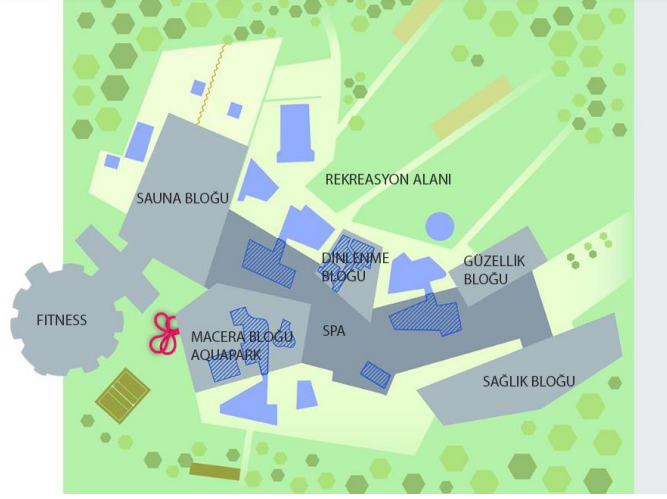 REKREASYON ALANI
SAUNA BLOĞU
DİNLENME
BLOĞU
GÜZELLİK
BLOĞU
FITNESS
MACERA BLOĞU
AQUAPARK
SPA
SAĞLIK BLOĞU